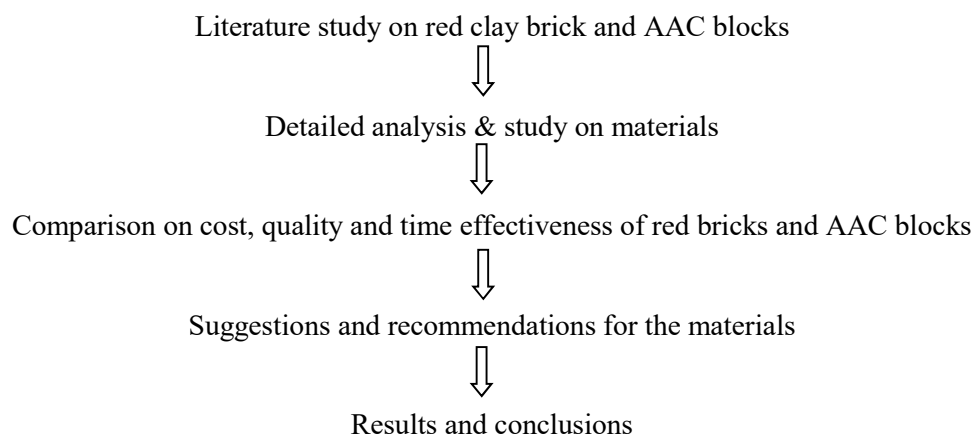 Literature study on red clay brick and AAC blocks
Detailed analysis & study on materials
Comparison on cost, quality and time effectiveness of red bricks and AAC blocks
Suggestions and recommendations for the materials
Results and conclusions